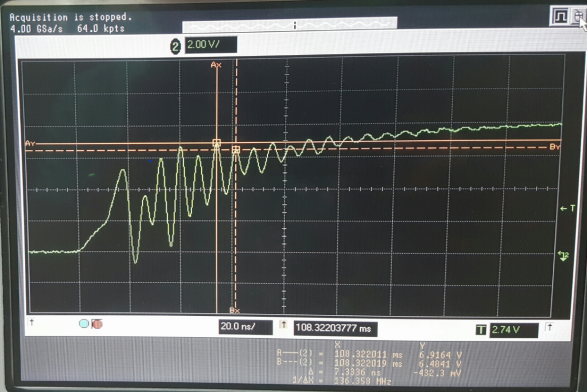 Acquisition is stopped.
4.00 GSa/s 64.0 kpts
2 2.00 V/
Ax
Ay
By
T
Bx
20.0 ns/ 108.32203777 ms T 2.74 V
X Y
A---(2) = 108.322011 ms 6.9164 V
B---(2) = 108.322019 ms 6.4841 V
Δ = 7.3336 ns -432.3 mV
1/ΔX = 136.358 MHz